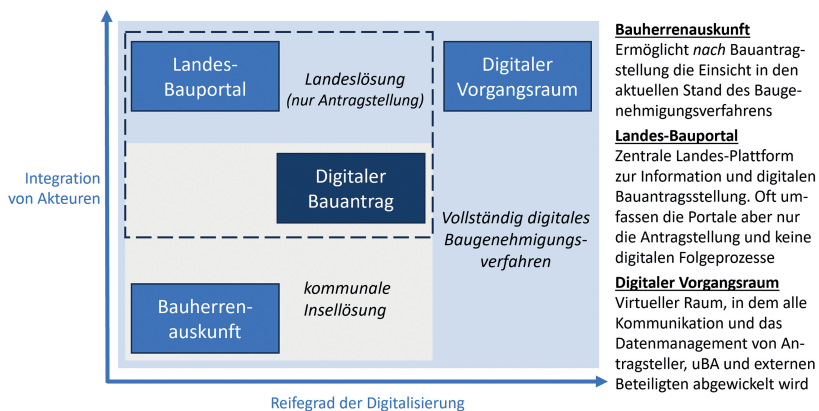 Landes-
Bauportal
Landeslösung
(nur Antragstellung)
Digitaler
Vorgangsraum
Integration
von Akteuren
Digitaler
Bauantrag
Vollständig digitales
Baugenehmigungs-
verfahren
kommunale
Insellösung
Bauherren-
auskunft
Reifegrad der Digitalisierung
Bauherrenauskunft
Ermöglicht nach Bauantrag-
stellung die Einsicht in den
aktuellen Stand des Bauge-
nehmigungsverfahrens
Landes-Bauportal
Zentrale Landes-Plattform
zur Information und digitalen
Bauantragsstellung. Oft um-
fassen die Portale aber nur
die Antragstellung und keine
digitalen Folgeprozesse
Digitaler Vorgangsraum
Virtueller Raum, in dem alle
Kommunikation und das
Datenmanagement von An-
tragsteller, uBA und externen
Beteiligten abgewickelt wird